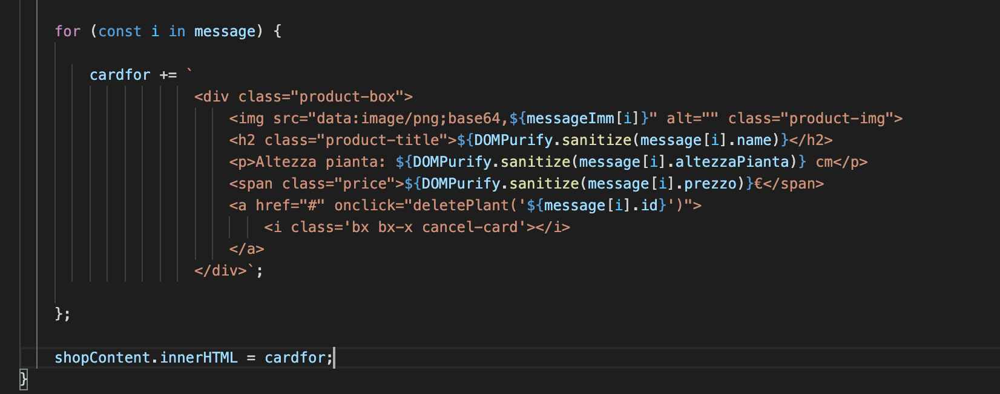 for (const i in message) {
cardfor += `
<div class="product-box">
<img src="data:image/png;base64,${messageImm[i]}" alt="" class="product-img">
<h2 class="product-title">${DOMPurify.sanitize(message[i].name)}</h2>
<p>Altezza pianta: ${DOMPurify.sanitize(message[i].altezzaPianta)} cm</p>
<span class="price">${DOMPurify.sanitize(message[i].prezzo)}€</span>
<a href="#" onclick="deletePlant('${message[i].id}')">
<i class='bx bx-x cancel-card'></i>
</a>
</div>`;
};
shopContent.innerHTML = cardfor;
}